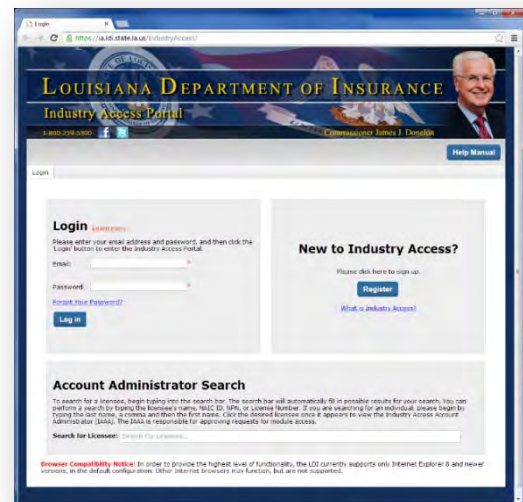 Login
https://ia.ldi.state.la.us/IndustryAccess/
LOUISIANA DEPARTMENT OF INSURANCE
Industry Access Portal
1-800-259-5300
Commissioner James J. Donelon
Help Manual
Login
Login
Please enter your email address and password, and then click the
'Login' button to enter the Industry Access Portal.
Email: *
Password: *
Forgot Your Password?
Log in
New to Industry Access?
Please click here to sign up.
Register
What is Industry Access?
Account Administrator Search
To search for a licensee, begin typing into the search bar. The search bar will automatically fill in possible results for your search. You can
perform a search by typing the licensee's name, NAIC ID, NPN, or License Number. If you are searching for an individual, please begin by
typing the last name, a comma and then the first name. Click the desired licensee once it appears to view the Industry Access Account
Administrator (IAAA). The IAAA is responsible for approving requests for module access.
Search for Licensee: Search For Licensee...
Browser Compatibility Notice: In order to provide the highest level of functionality, the LDI currently supports only Internet Explorer 8 and newer
versions, in the default configuration. Other Internet browsers may function, but are not supported.